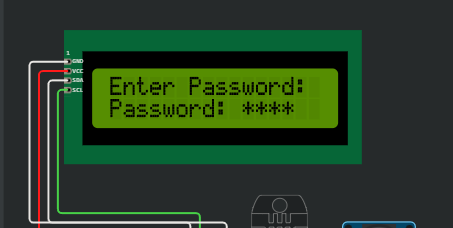 1
GND
VCC
SDA
SCL
Enter Password:
Password: ****